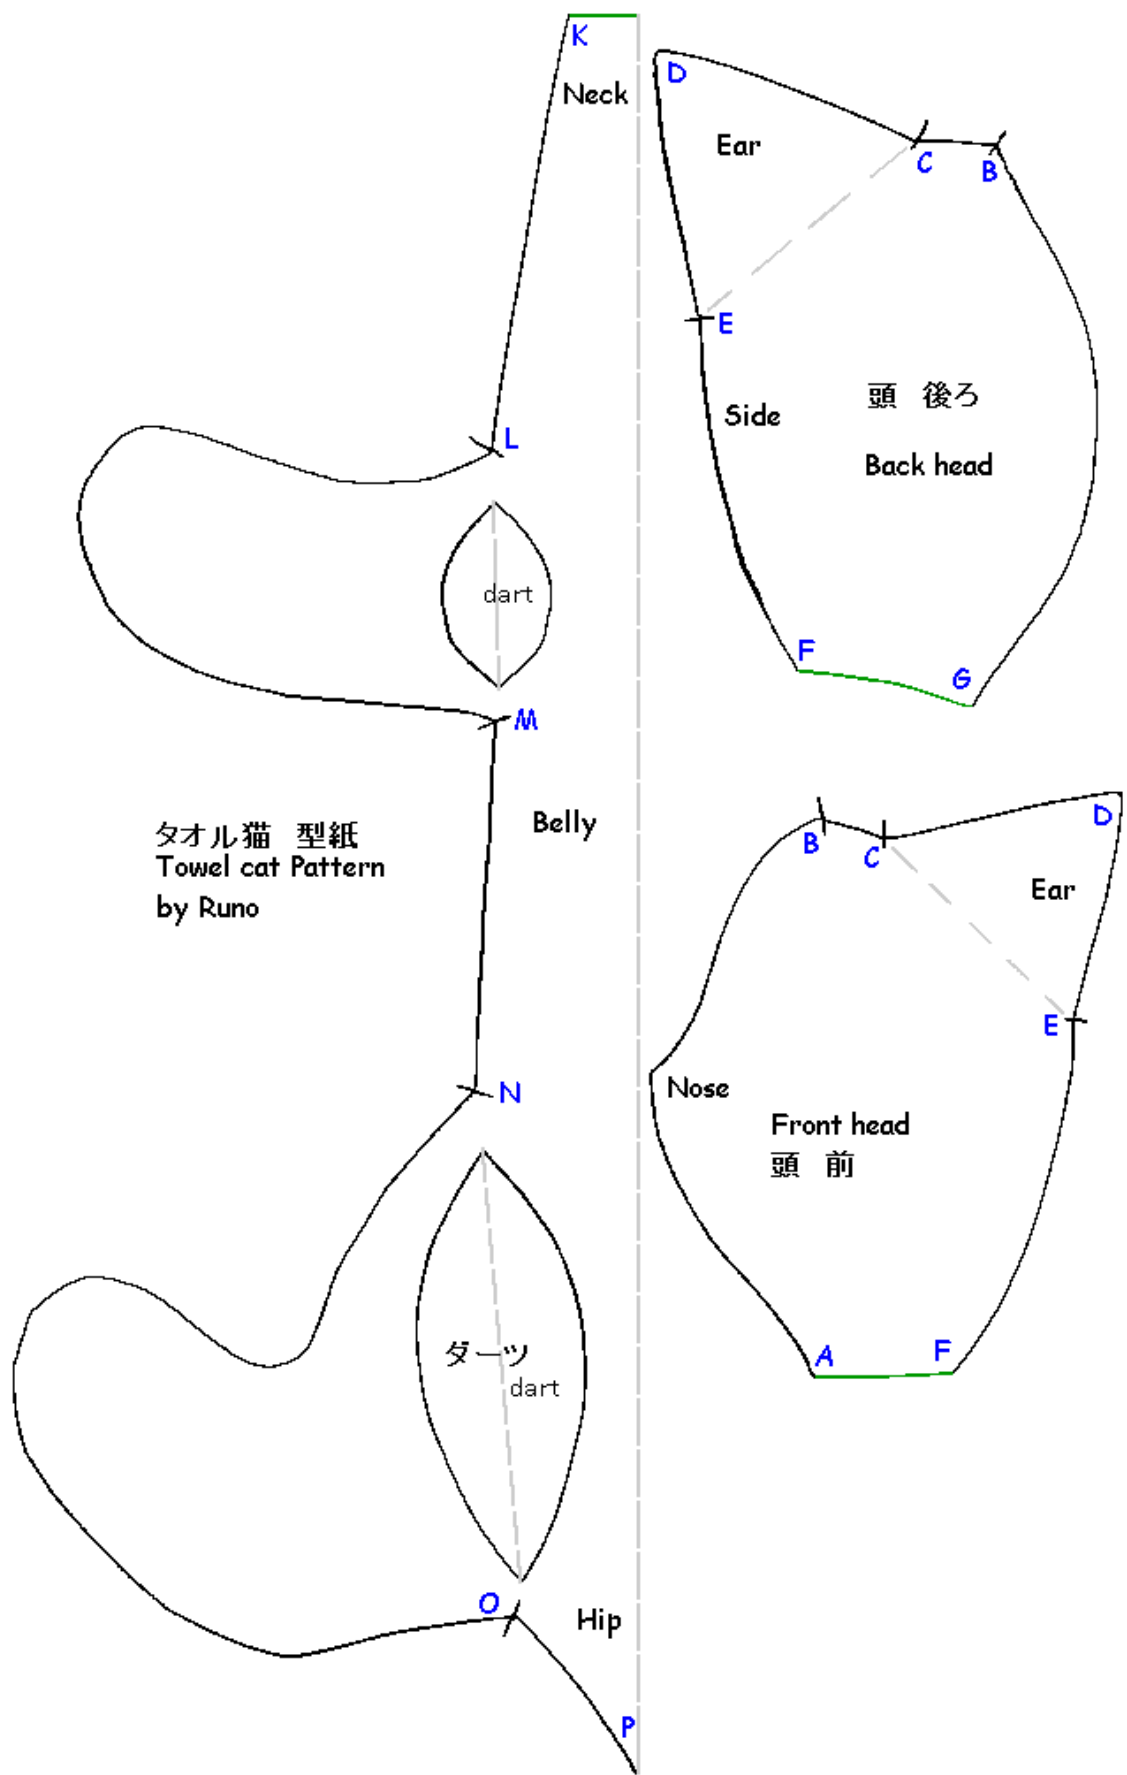 K
Neck
L
dart
M
タオル猫 型紙
Towel cat Pattern
by Runo
Belly
N
ダーツ
dart
O
Hip
P
D
Ear
C
B
E
Side
頭 後ろ
Back head
F
G
B
C
D
Ear
E
Nose
Front head
頭 前
A
F